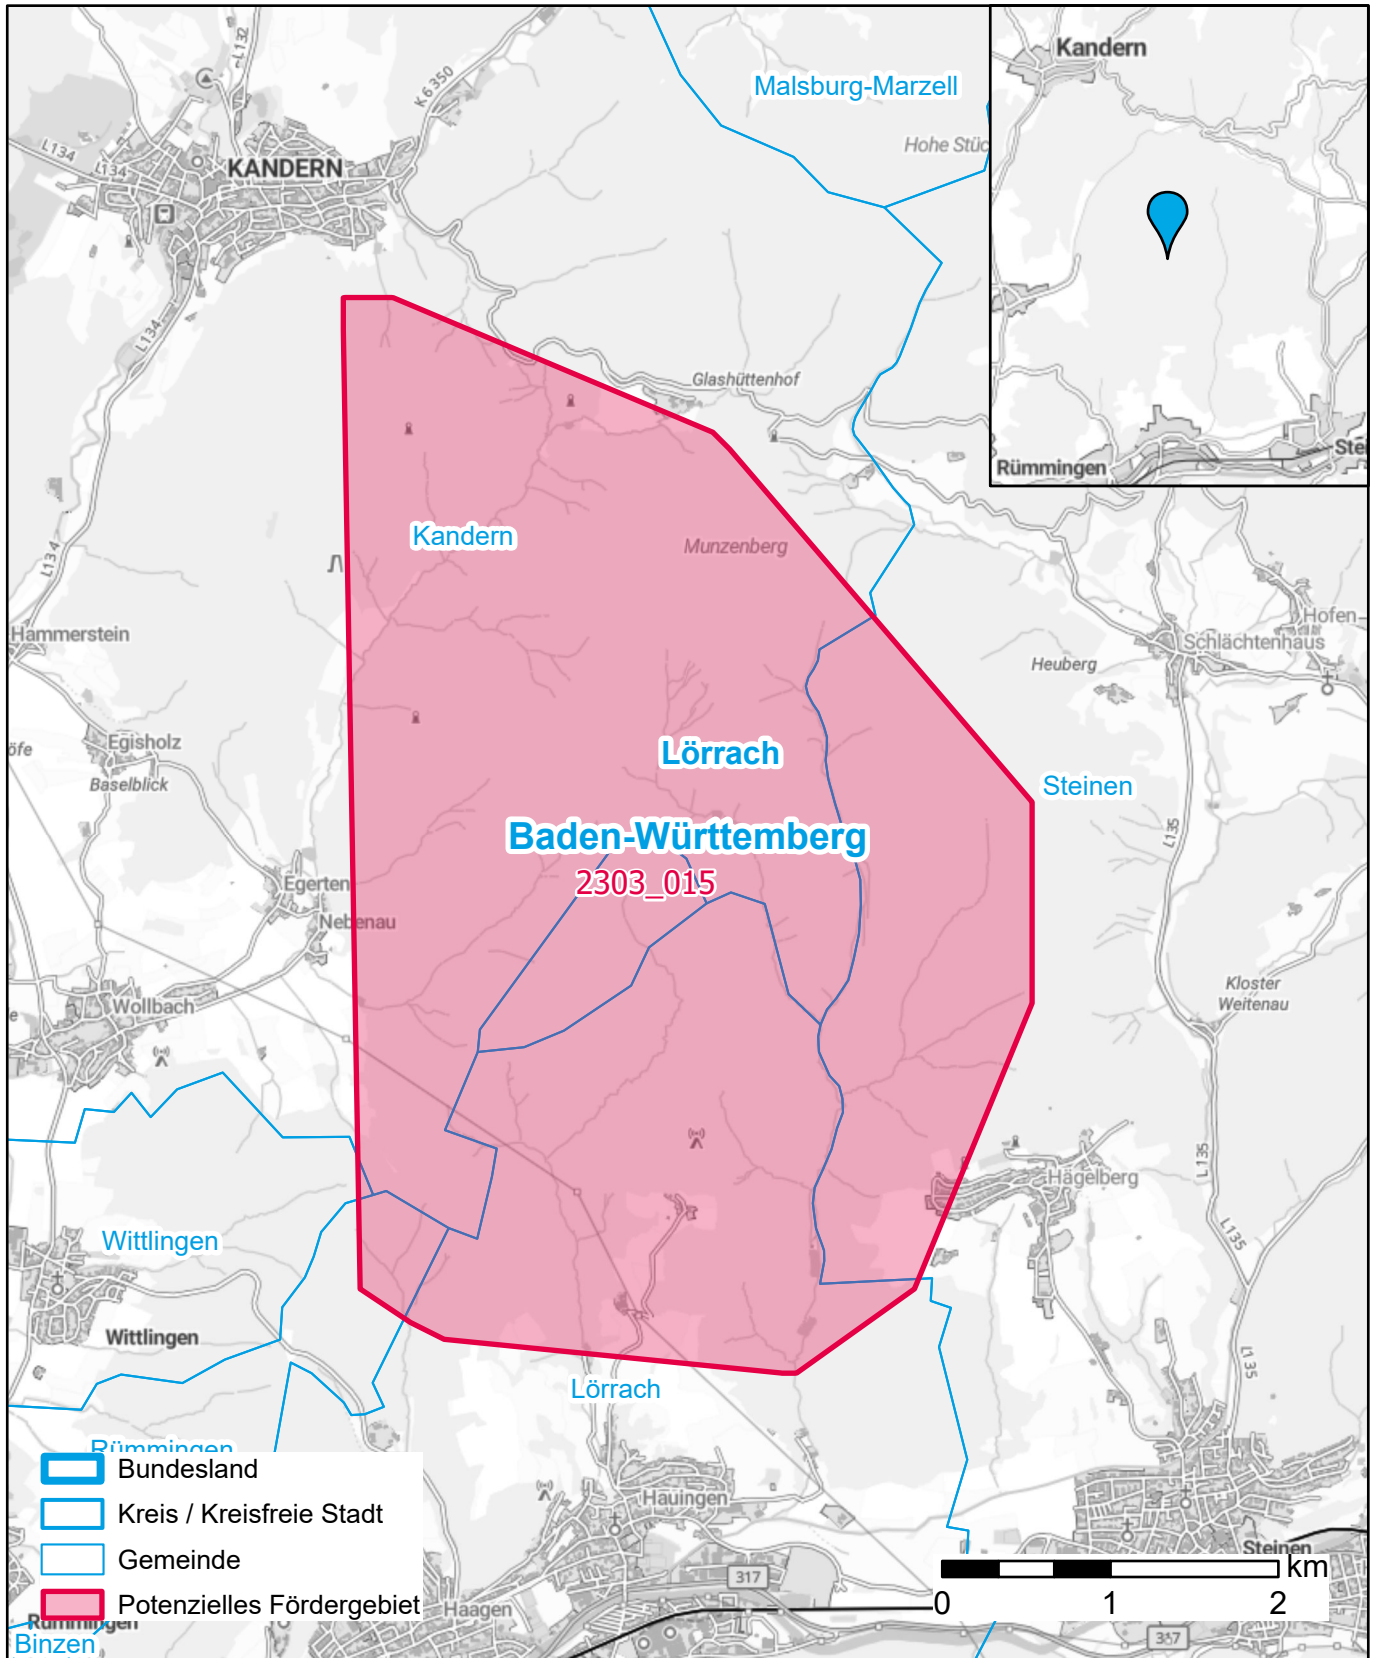 Malsburg-Marzell
Kandern
L132
K 6350
Hohe Stüc
L134
L134
KANDERN
L134
Glashüttenhof
Rümmingen
Ste
Kandern
Munzenberg
L134
Hammerstein
Hofen
Schlächtenhaus
Heuberg
öfe
Egisholz
Baselblick
Lörrach
Steinen
L135
Baden-Württemberg
2303_015
Egerten
Nebenau
Kloster
Weitenau
Wollbach
e
L135
Hägelberg
Wittlingen
L135
Wittlingen
L135
Lörrach
Rümmingen
Bundesland
Kreis / Kreisfreie Stadt
Gemeinde
Potenzielles Fördergebiet
Hauingen
Steinen
km
317
0 1 2
Haagen
Rümmingen
Binzen
317